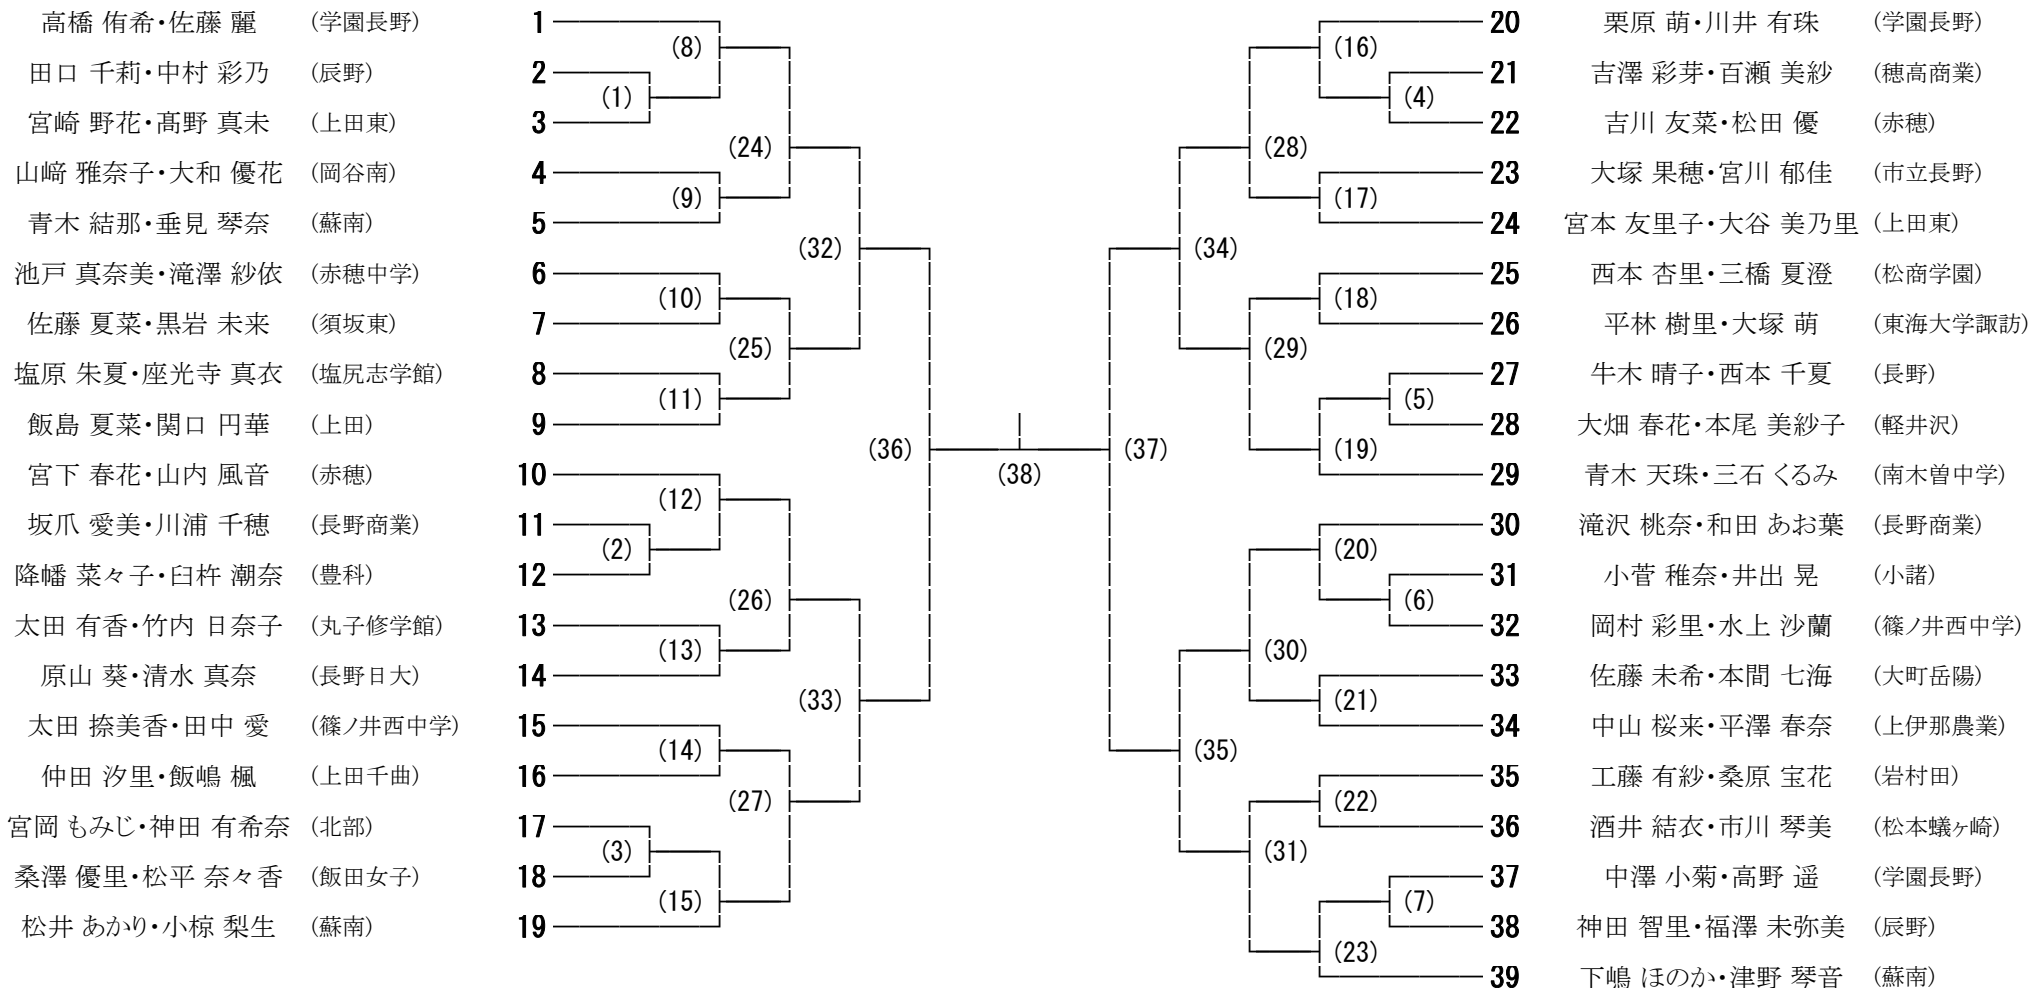 高橋 侑希・佐藤 麗 (学園長野) 1
田口 千莉・中村 彩乃 (辰野) 2
宮崎 野花・髙野 真未 (上田東) 3
山﨑 雅奈子・大和 優花 (岡谷南) 4
青木 結那・垂見 琴奈 (蘇南) 5
池戸 真奈美・滝澤 紗依 (赤穂中学) 6
佐藤 夏菜・黒岩 未来 (須坂東) 7
塩原 朱夏・座光寺 真衣 (塩尻志学館) 8
飯島 夏菜・関口 円華 (上田) 9
宮下 春花・山内 風音 (赤穂) 10
坂爪 愛美・川浦 千穂 (長野商業) 11
降幡 菜々子・臼杵 潮奈 (豊科) 12
太田 有香・竹内 日奈子 (丸子修学館) 13
原山 葵・清水 真奈 (長野日大) 14
太田 捺美香・田中 愛 (篠ノ井西中学) 15
仲田 汐里・飯嶋 楓 (上田千曲) 16
宮岡 もみじ・神田 有希奈 (北部) 17
桑澤 優里・松平 奈々香 (飯田女子) 18
松井 あかり・小椋 梨生 (蘇南) 19
(8)
(1)
(24)
(9)
(32)
(10)
(25)
(11)
(36)
(12)
(2)
(26)
(13)
(33)
(14)
(27)
(3)
(15)
(38)
(16)
(4)
(28)
(17)
(34)
(18)
(29)
(5)
(19)
(37)
(20)
(6)
(30)
(21)
(35)
(22)
(31)
(7)
(23)
20 栗原 萌・川井 有珠 (学園長野)
21 吉澤 彩芽・百瀬 美紗 (穂高商業)
22 吉川 友菜・松田 優 (赤穂)
23 大塚 果穂・宮川 郁佳 (市立長野)
24 宮本 友里子・大谷 美乃里 (上田東)
25 西本 杏里・三橋 夏澄 (松商学園)
26 平林 樹里・大塚 萌 (東海大学諏訪)
27 牛木 晴子・西本 千夏 (長野)
28 大畑 春花・本尾 美紗子 (軽井沢)
29 青木 天珠・三石 くるみ (南木曽中学)
30 滝沢 桃奈・和田 あお葉 (長野商業)
31 小菅 稚奈・井出 晃 (小諸)
32 岡村 彩里・水上 沙蘭 (篠ノ井西中学)
33 佐藤 未希・本間 七海 (大町岳陽)
34 中山 桜来・平澤 春奈 (上伊那農業)
35 工藤 有紗・桑原 宝花 (岩村田)
36 酒井 結衣・市川 琴美 (松本蟻ヶ崎)
37 中澤 小菊・高野 遥 (学園長野)
38 神田 智里・福澤 未弥美 (辰野)
39 下嶋 ほのか・津野 琴音 (蘇南)